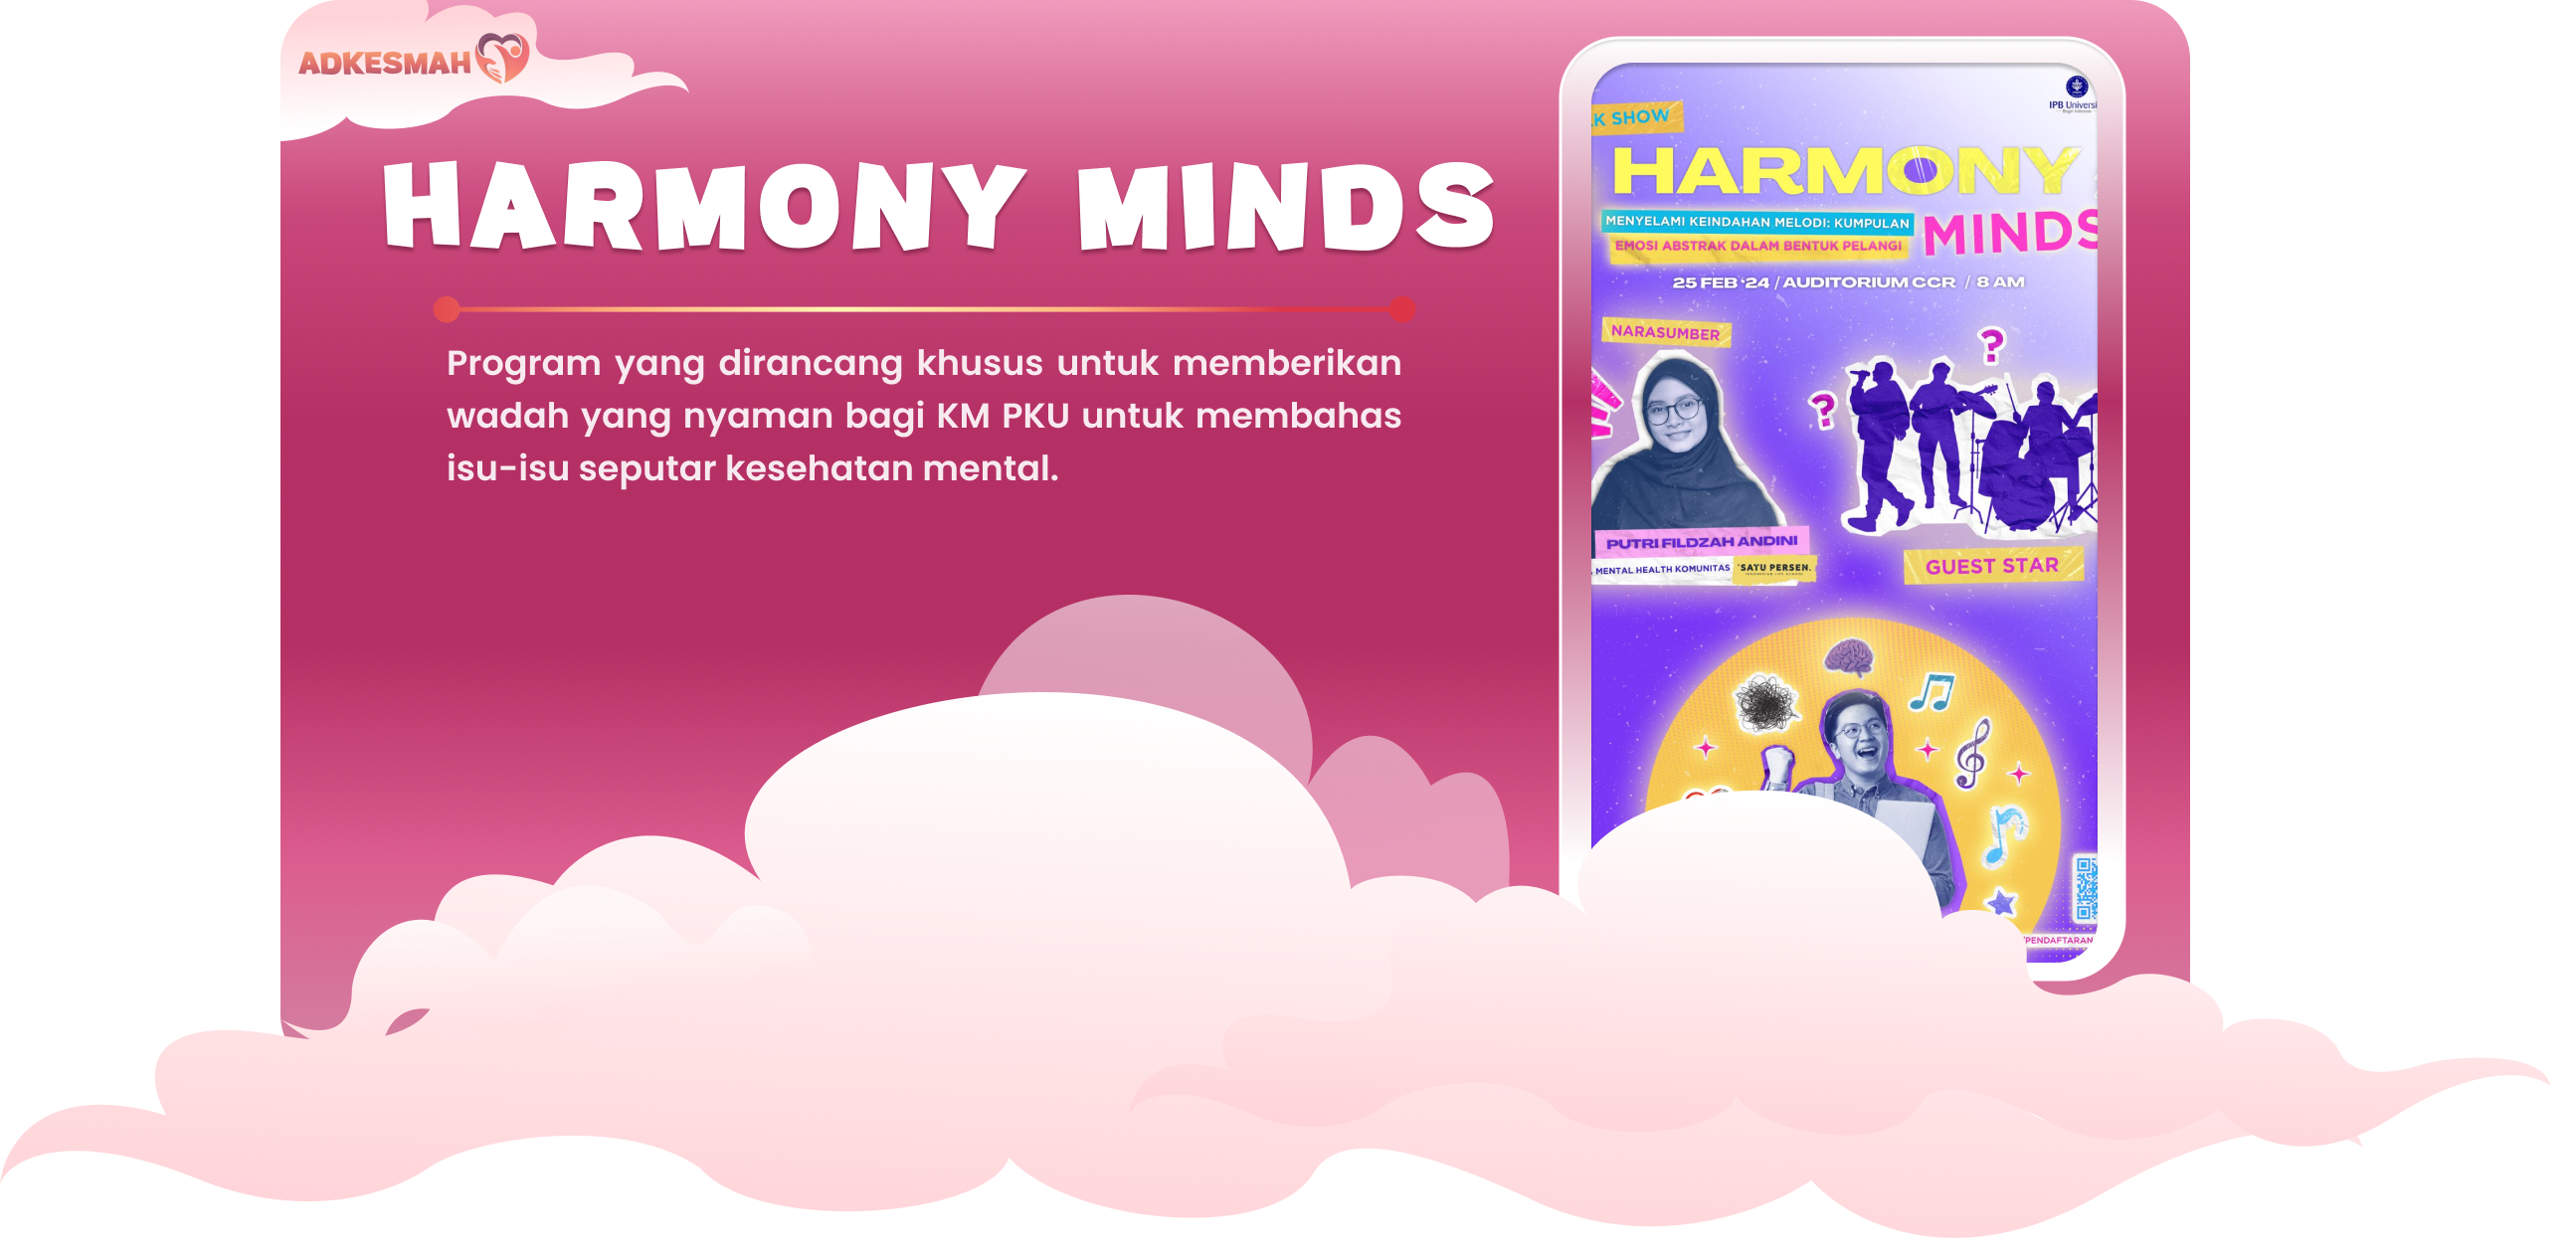 ADKESMAH
HARMONY MINDS
Program yang dirancang khusus untuk memberikan
wadah yang nyaman bagi KM PKU untuk membahas
isu-isu seputar kesehatan mental.
SHOW
IPB
HARMONY
MENYELAMI KEINDAHAN MELODI: KUMPULAN
EMOSI ABSTRAK DALAM BENTUK PELANGI
MINDS
25 FEB '24 / AUDITORIUM CCR / 8 AM
NARASUMBER
?
?
PUTRI FILDZAH ANDINI
MENTAL HEALTH KOMUNITAS
SATU PERSEN.
GUEST STAR
/PENDAFTARAN